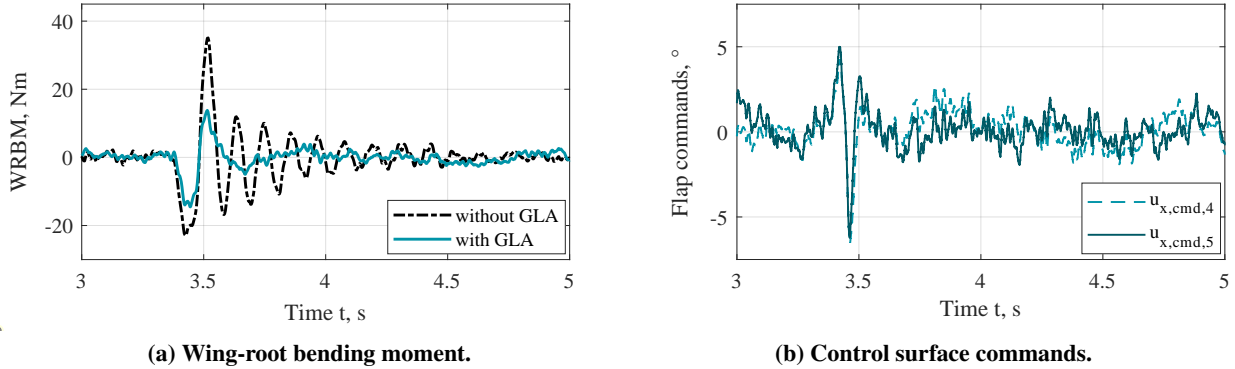 40
20
0
-20
WRBM, Nm
without GLA
with GLA
3
3.5
4
4.5
5
Time t, s
(a) Wing-root bending moment.
5
0
-5
Flap commands, °
u_x,cmd,4
u_x,cmd,5
3
3.5
4
4.5
5
Time t, s
(b) Control surface commands.